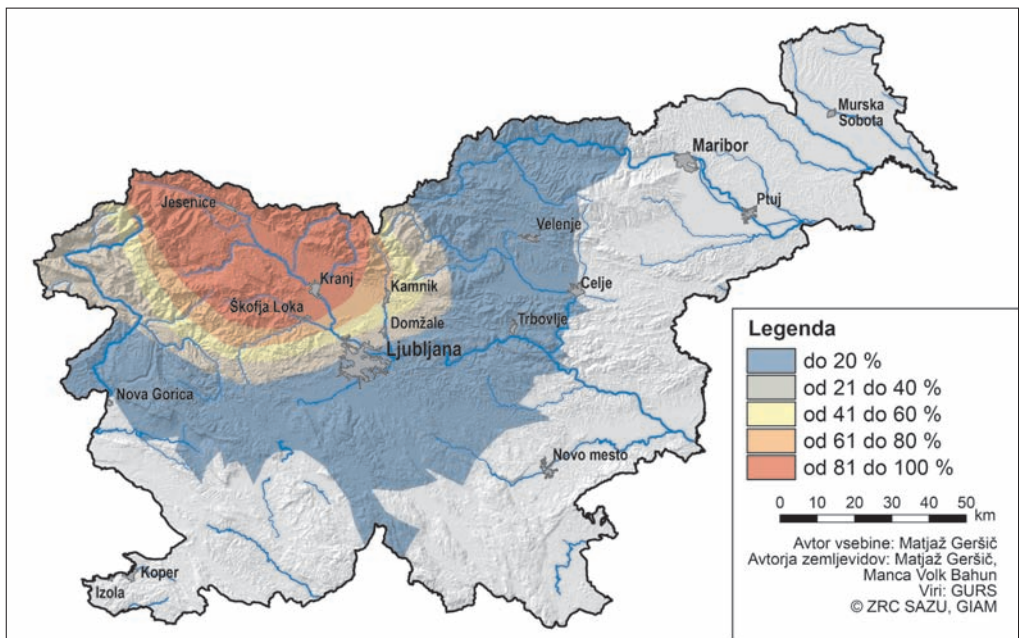 Murska
Sobota
Maribor
Ptuj
Jesenice
Velenje
Kranj
Kamnik
Celje
Škofja Loka
Domžale
Trbovlje
Ljubljana
Nova Gorica
Novo mesto
Koper
Izola
Legenda
do 20 %
od 21 do 40 %
od 41 do 60 %
od 61 do 80 %
od 81 do 100 %
0 10 20 30 40 50
km
Avtor vsebine: Matjaž Geršič
Avtorja zemljevidov: Matjaž Geršič,
Manca Volk Bahun
Viri: GURS
© ZRC SAZU, GIAM